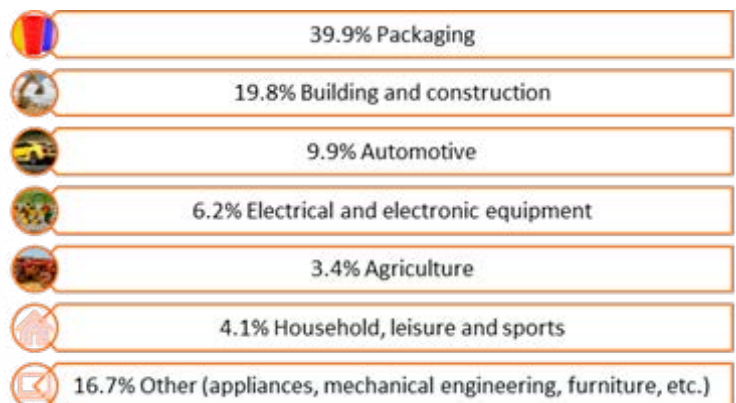 39.9% Packaging
19.8% Building and construction
9.9% Automotive
6.2% Electrical and electronic equipment
3.4% Agriculture
4.1% Household, leisure and sports
16.7% Other (appliances, mechanical engineering, furniture, etc.)